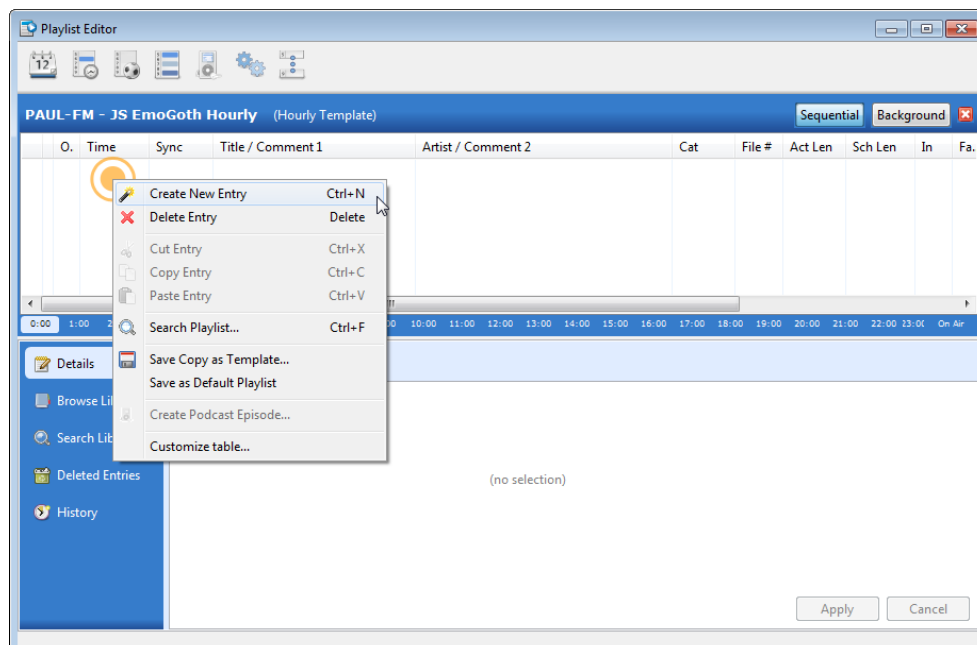 Playlist Editor
12
PAUL-FM - JS EmoGoth Hourly (Hourly Template) Sequential Background
O. Time Sync Title / Comment 1 Artist / Comment 2 Cat File # Act Len Sch Len In Fa.
Create New Entry Ctrl+N
Delete Entry Delete
Cut Entry Ctrl+X
Copy Entry Ctrl+C
Paste Entry Ctrl+V
Search Playlist... Ctrl+F
Save Copy as Template...
Save as Default Playlist
Create Podcast Episode...
Customize table...
0:00 1:00 10:00 11:00 12:00 13:00 14:00 15:00 16:00 17:00 18:00 19:00 20:00 21:00 22:00 On Air
Details
Browse Li
Search Lib
Deleted Entries
History
(no selection)
Apply Cancel